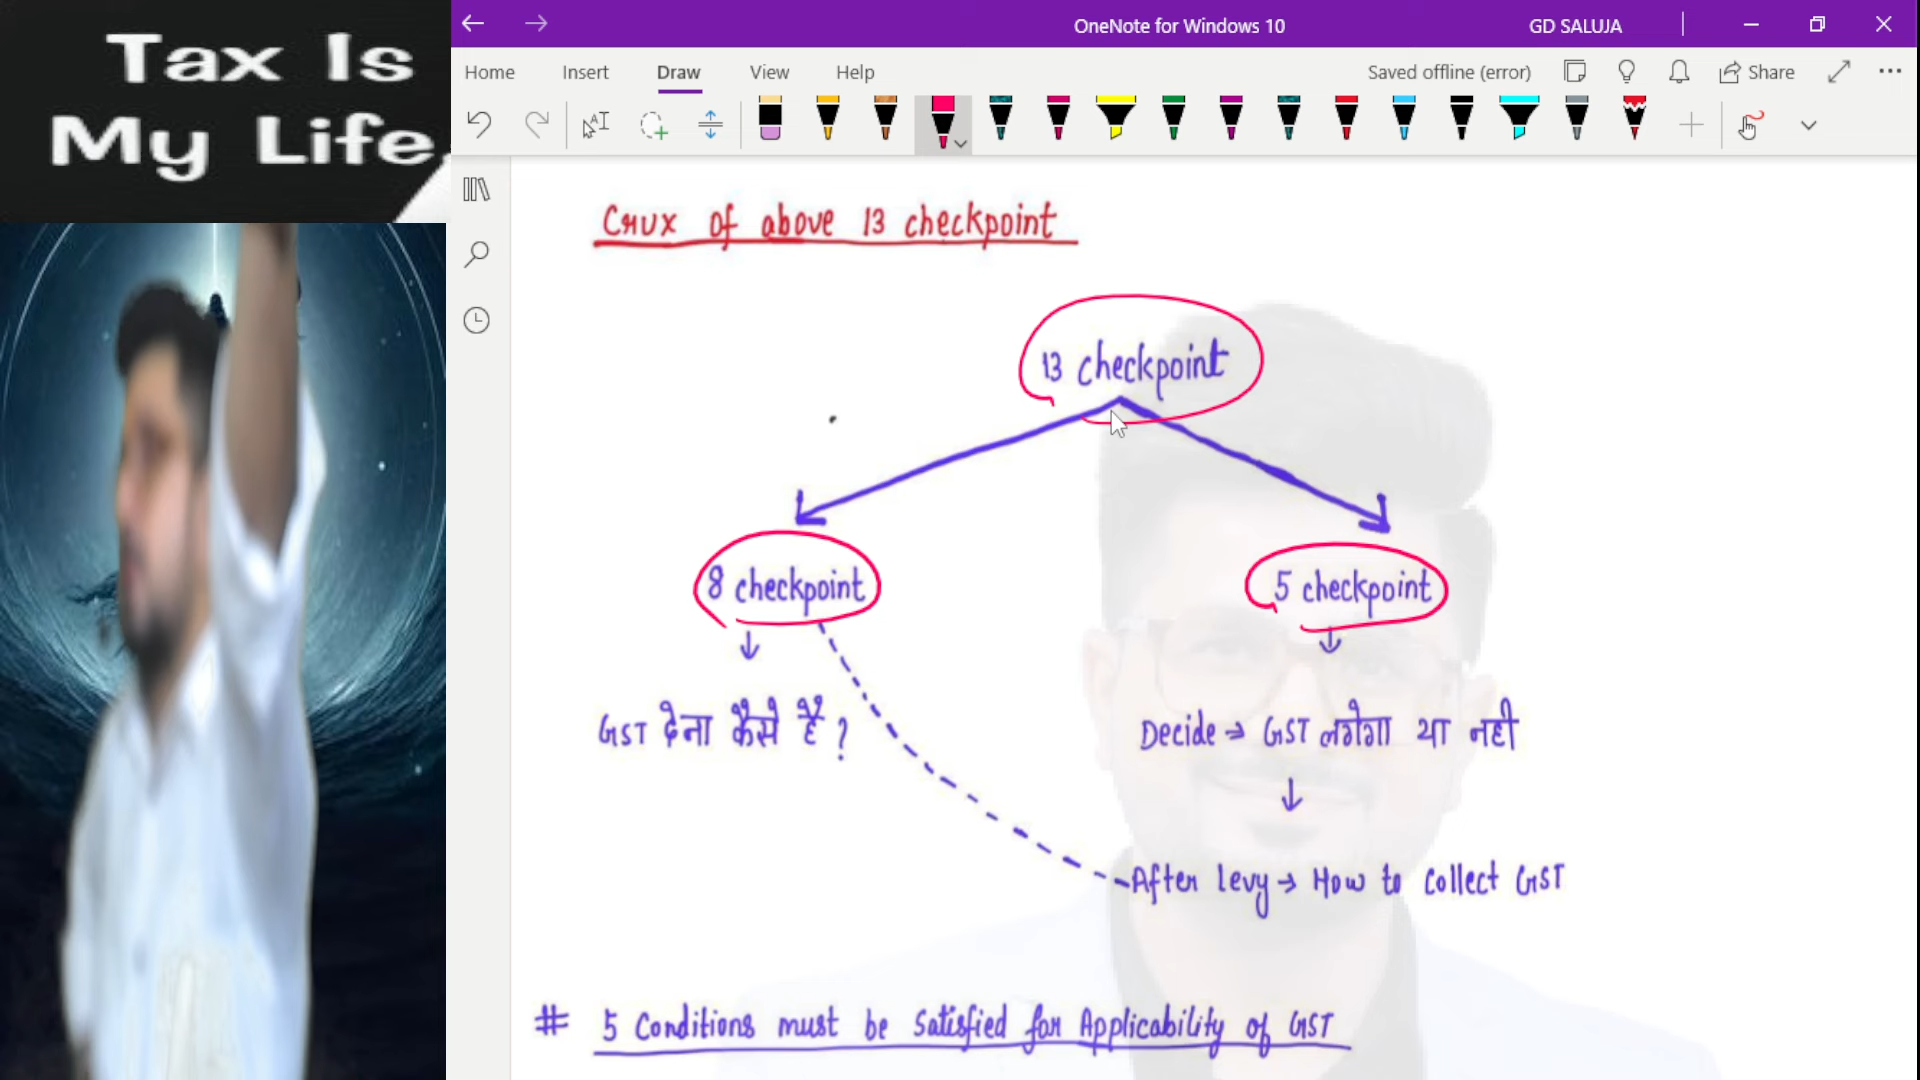 Tax Is
My Life.
OneNote for Windows 10
GD SALUJA
Home Insert Draw View Help
Saved offline (error)
Share
Crux of above 13 checkpoint
13 checkpoint
8 checkpoint
5 checkpoint
GST देना कैसे है ?
Decide → GST लगेगा या नही
After Levy → How to collect GST
# 5 Conditions must be Satisfied for Applicability of GST